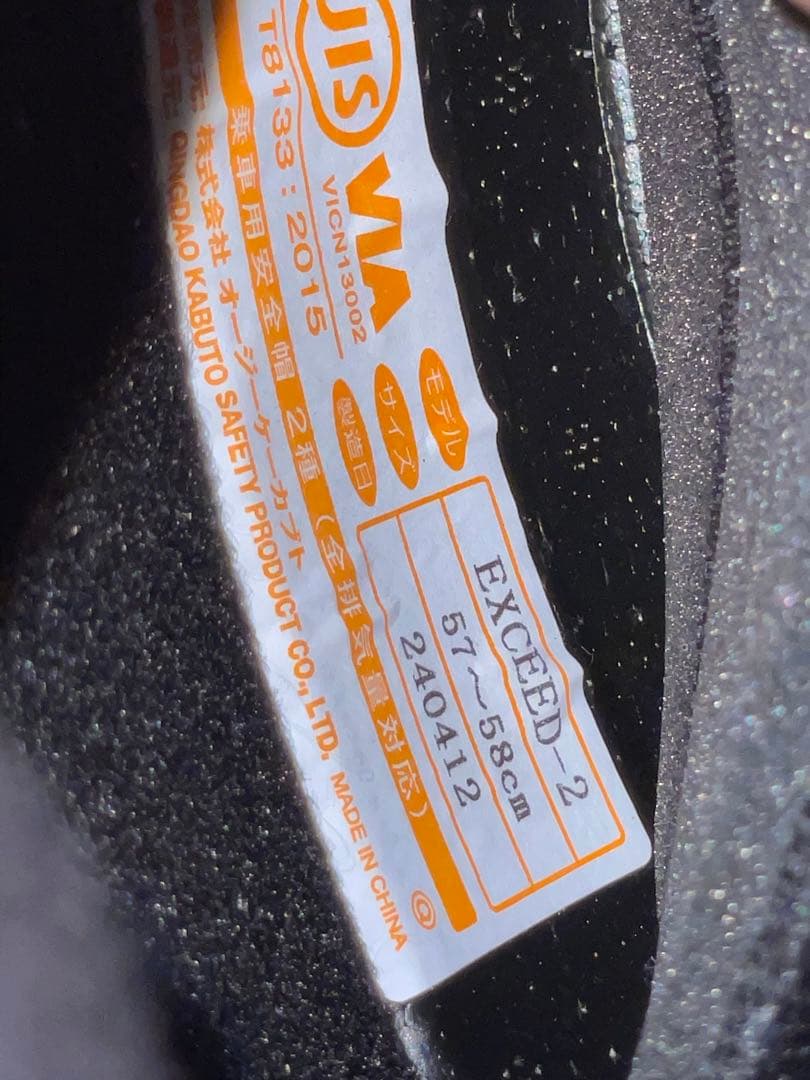 JIS
T8133:2015
VIA
VICN13002
モデル EXCEED-2
サイズ 57~58cm
製造日 240412
乗車用安全帽 2種(全排気量対応)
株式会社 オージーケーカブト
QINGDAO KABUTO SAFETY PRODUCT CO., LTD. MADE IN CHINA
@